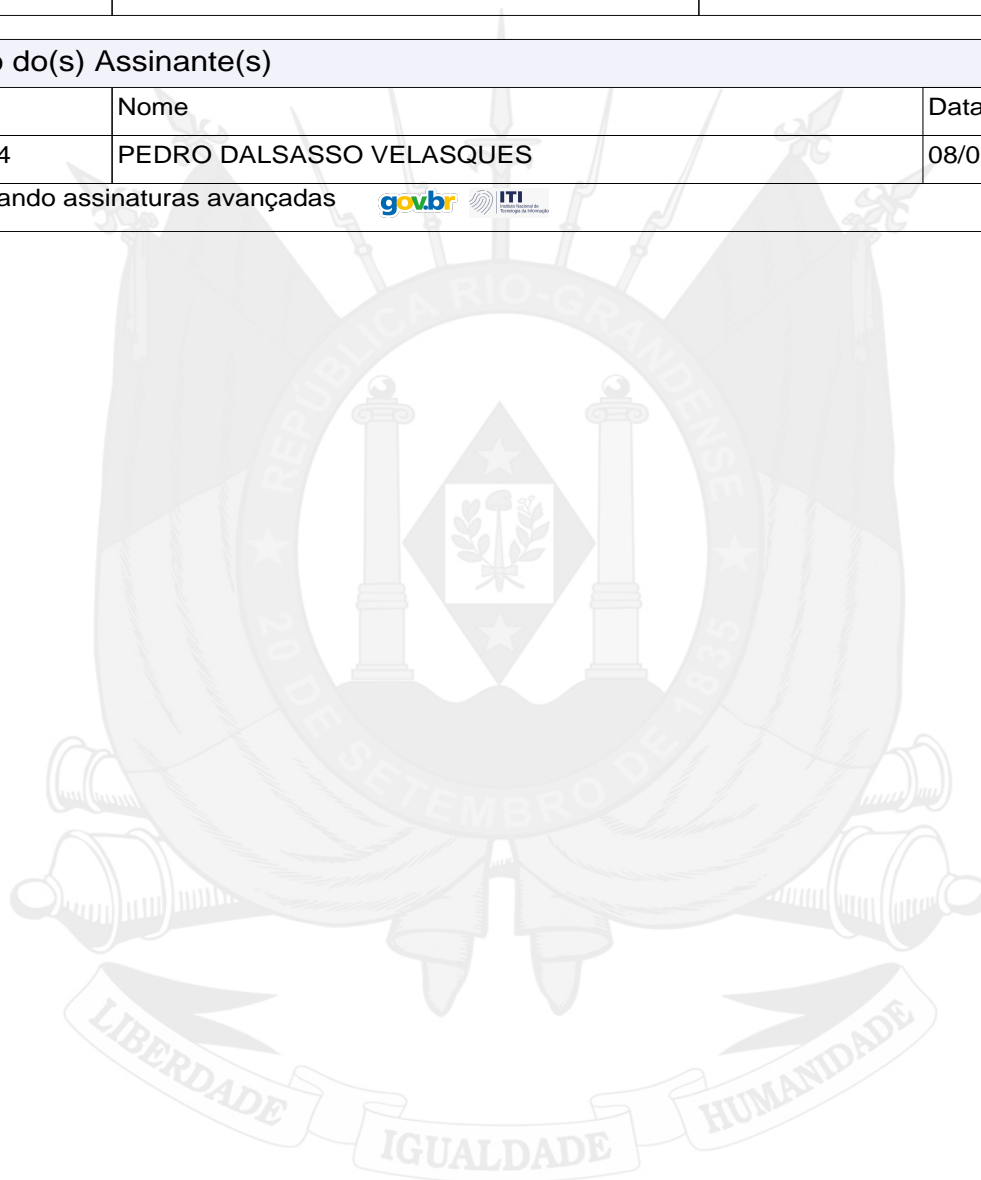 o do(s) Assinante(s)
Nome Data
4 PEDRO DALSASSO VELASQUES 08/0
ando assinaturas avançadas gov.br ITI
REPÚBLICA RIO-GRANDENSE
20 DE SETEMBRO DE 1835
LIBERDADE IGUALDADE HUMANIDADE